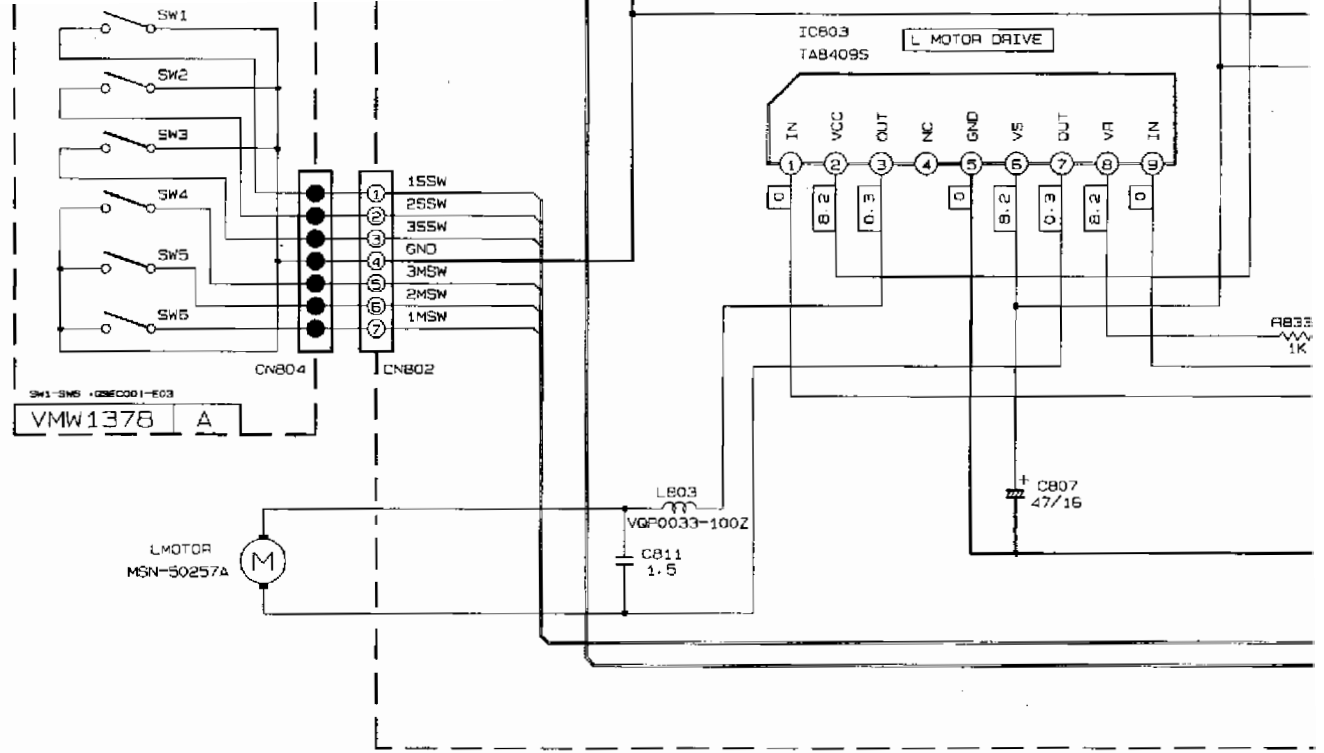 SW1
SW2
SW3
SW4
SW5
SW6
1SSW
2SSW
3SSW
GND
3MSW
2MSW
1MSW
1
2
3
4
5
6
7
CN804
CN802
VMW1378 A
IC803
TA8409S
L MOTOR DRIVE
IN
VCC
OUT
NC
GND
VS
OUT
VR
IN
1 2 3 4 5 6 7 8 9
0
8.2
0.3
0
8.2
0.3
8.2
0
R833
1K
C807
+
47/16
L803
VQP0033-100Z
C811
1.5
LMOTOR
MSN-50257A
M